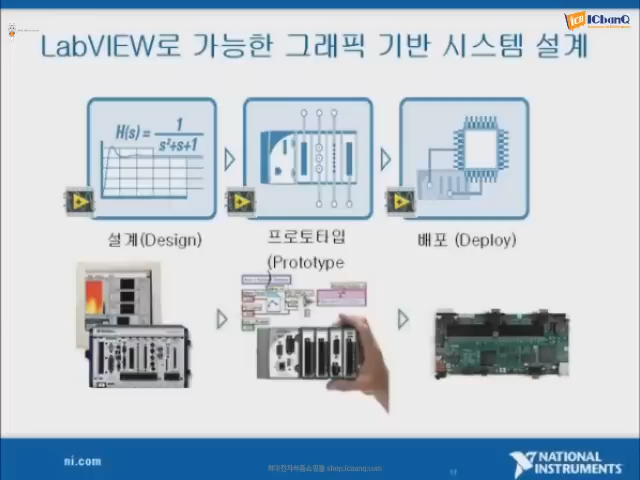 ICbanQ
LabVIEW로 가능한 그래픽 기반 시스템 설계
H(s) = 1
s²+s+1
설계(Design)
프로토타입
(Prototype
)
배포 (Deploy)
ni.com
NATIONAL
INSTRUMENTS